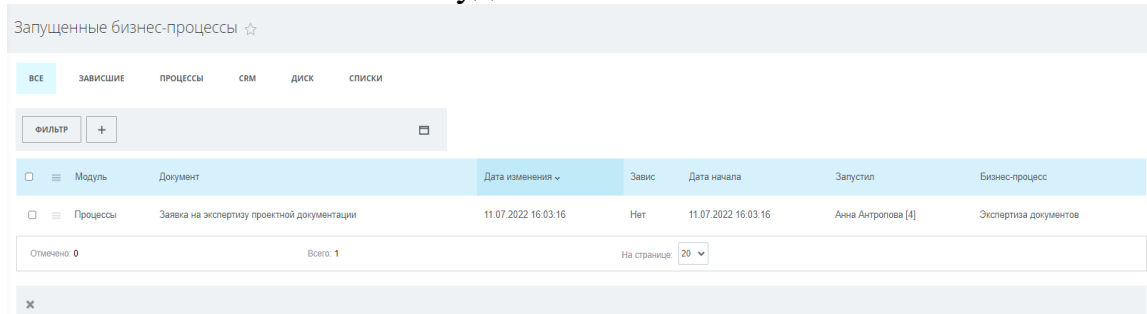 Запущенные бизнес-процессы
ВСЕ ЗАВИСШИЕ ПРОЦЕССЫ CRM ДИСК СПИСКИ
ФИЛЬТР +
Модуль Документ Дата изменения Завис Дата начала Запустил Бизнес-процесс
Процессы Заявка на экспертизу проектной документации 11.07.2022 16:03:16 Нет 11.07.2022 16:03:16 Анна Антропова [4] Экспертиза документов
Отмечено: 0 Всего: 1 На странице: 20